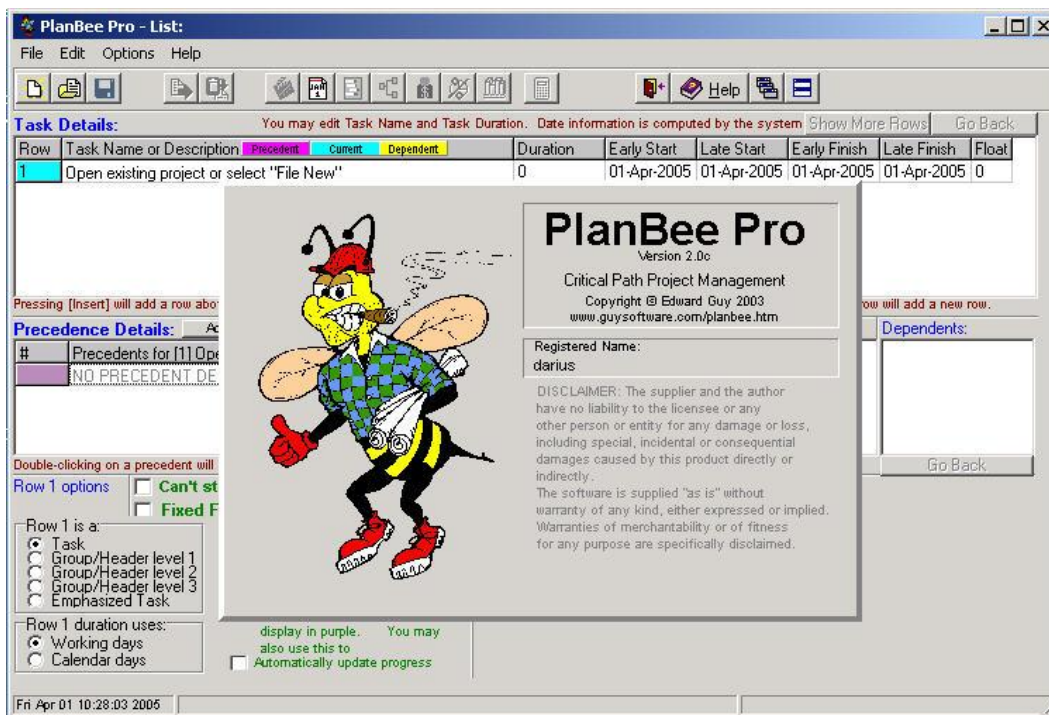 PlanBee Pro - List:
File Edit Options Help
JAN 1 Help
Task Details: You may edit Task Name and Task Duration. Date information is computed by the system Show More Rows Go Back
Row Task Name or Description Precedent Current Dependent Duration Early Start Late Start Early Finish Late Finish Float
1 Open existing project or select "File New" 0 01-Apr-2005 01-Apr-2005 01-Apr-2005 01-Apr-2005 0
PlanBee Pro
Version 2.0c
Critical Path Project Management
Copyright © Edward Guy 2003
www.guysoftware.com/planbee.htm
Registered Name:
darius
DISCLAIMER: The supplier and the author
have no liability to the licensee or any
other person or entity for any damage or loss,
including special, incidental or consequential
damages caused by this product directly or
indirectly.
The software is supplied "as is" without
warranty of any kind, either expressed or implied.
Warranties of merchantability or of fitness
for any purpose are specifically disclaimed.
Pressing [Insert] will add a row abo
ow will add a new row.
Precedence Details: Ac
Dependents:
# Precedents for [1] Ope
NO PRECEDENT DE
Double-clicking on a precedent will
Go Back
Row 1 options Can't st
Fixed F
Row 1 is a:
Task
Group/Header level 1
Group/Header level 2
Group/Header level 3
Emphasized Task
Row 1 duration uses:
Working days
Calendar days
display in purple. You may
also use this to
Automatically update progress
Fri Apr 01 10:28:03 2005